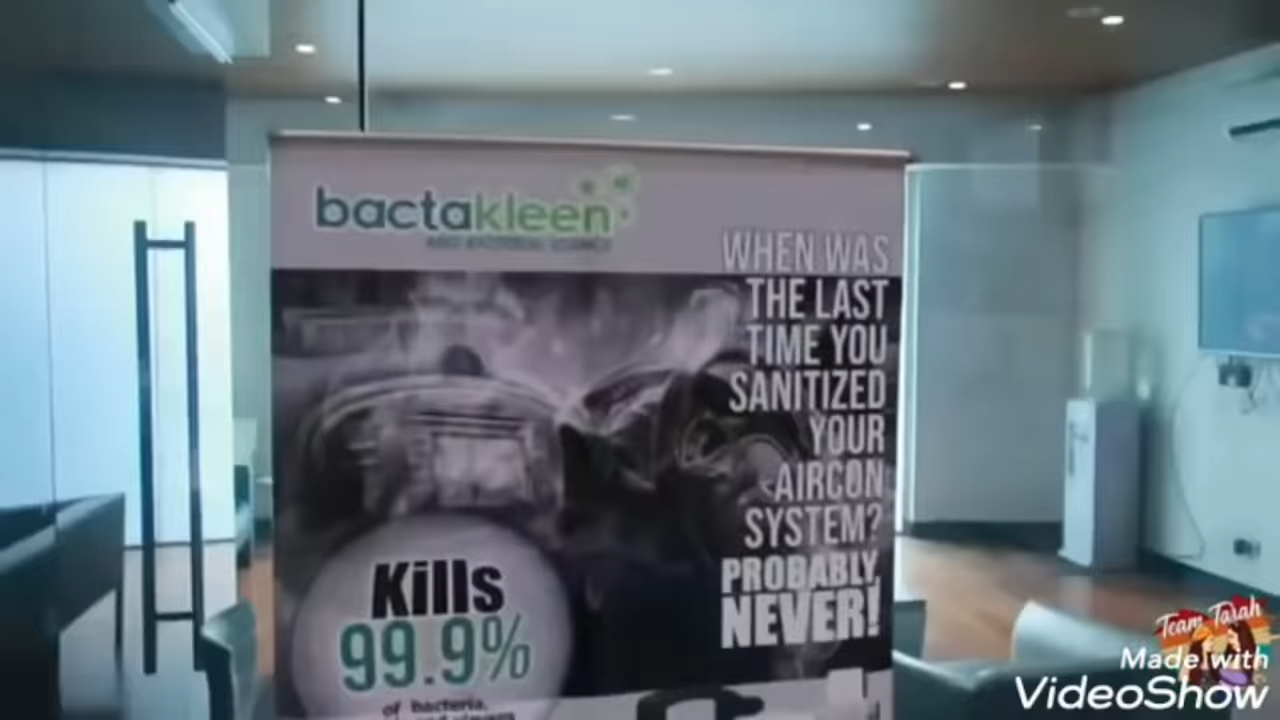 bactakleen
WHEN WAS
THE LAST
TIME YOU
SANITIZED
YOUR
AIRCON
SYSTEM?
PROBABLY,
NEVER!
Kills
99.9%
of bacteria,
Team Tarah
Made with
VideoShow